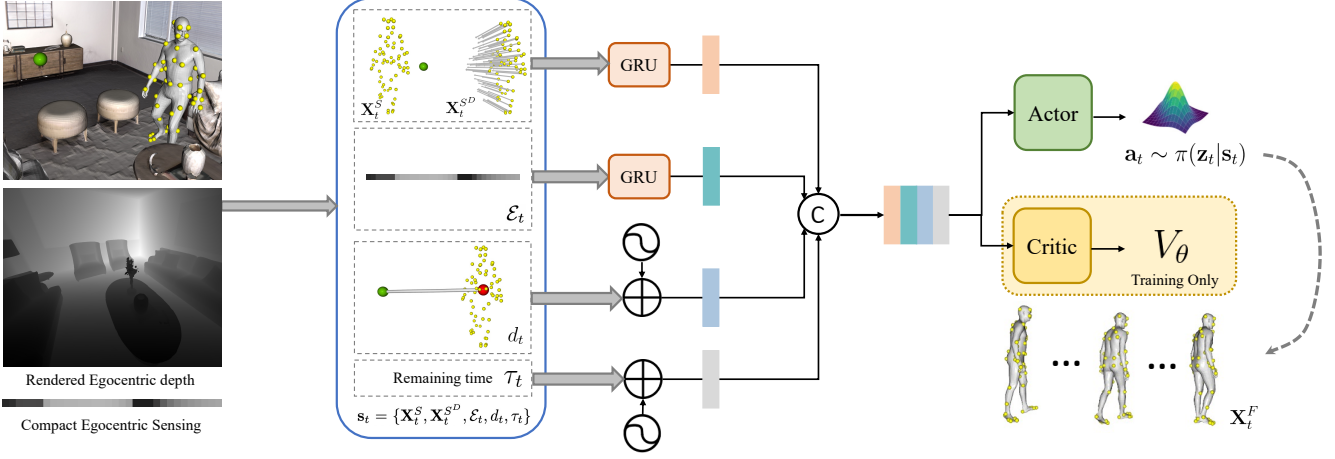 Rendered Egocentric depth
Compact Egocentric Sensing
X_t^S
X_t^{S^D}
ℰ_t
d_t
Remaining time τ_t
s_t = {X_t^S, X_t^{S^D}, ℰ_t, d_t, τ_t}
GRU
GRU
C
Actor
a_t ∼ π(z_t|s_t)
Critic
V_θ
Training Only
X_t^F